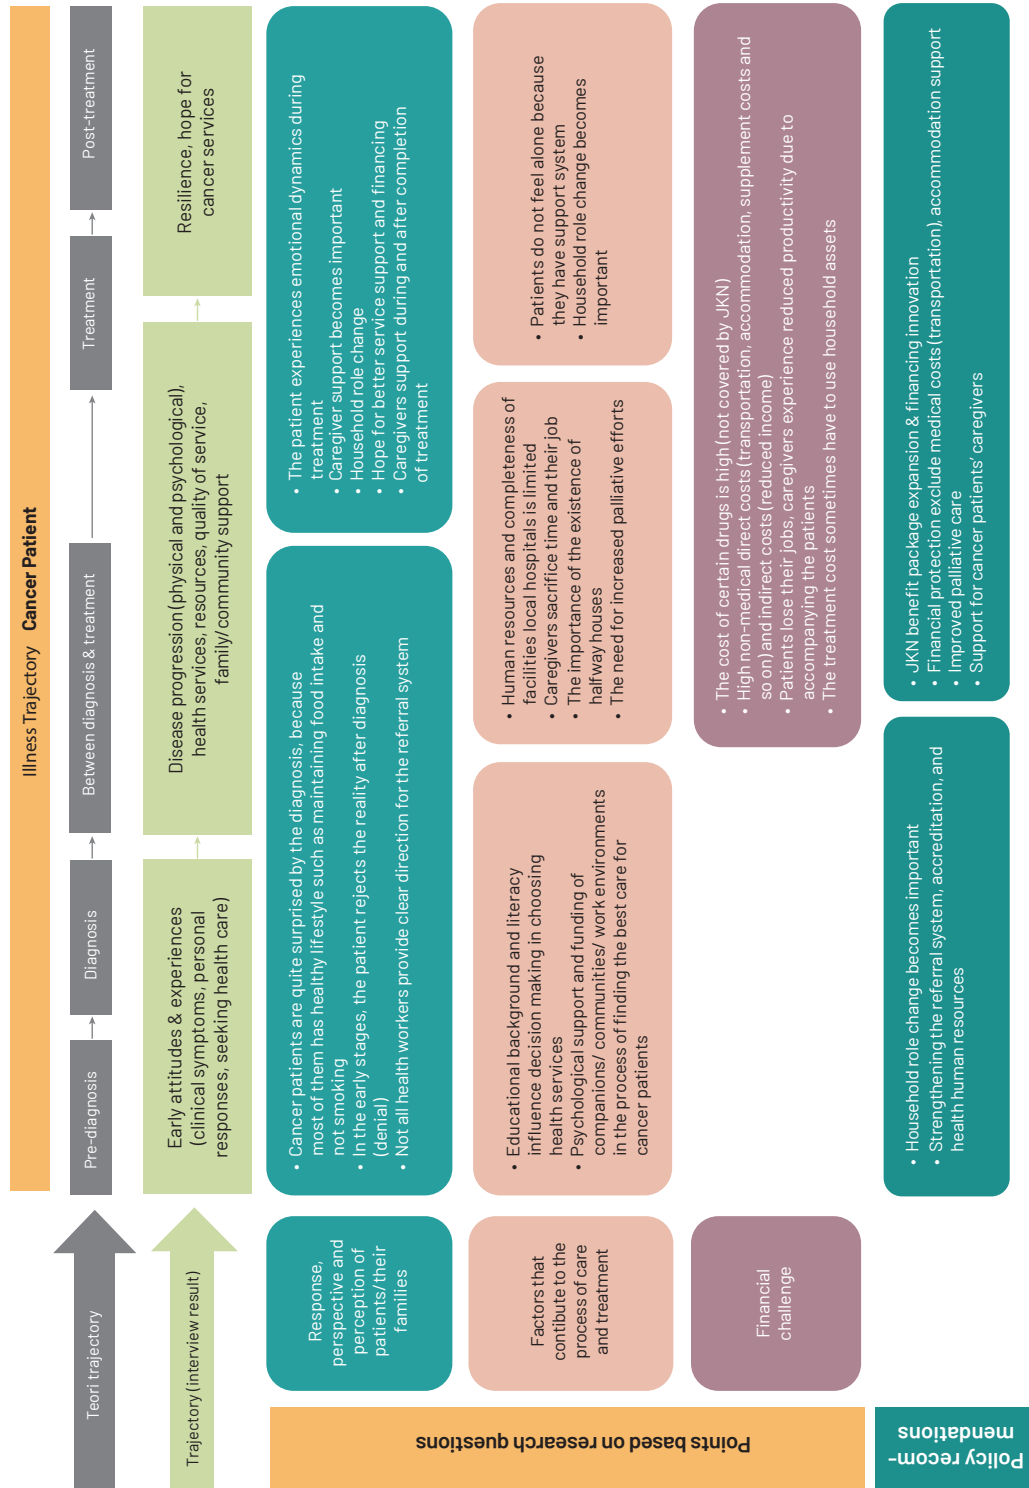 Illness Trajectory Cancer Patient
Teori trajectory
Pre-diagnosis
Diagnosis
Between diagnosis & treatment
Treatment
Post-treatment
Trajectory (interview result)
Early attitudes & experiences
(clinical symptoms, personal
responses, seeking health care)
Disease progression (physical and psychological),
health services, resources, quality of service,
family/community support
Resilience, hope for
cancer services
Points based on research questions
Response,
perspective and
perception of
patients/their
families
• Cancer patients are quite surprised by the diagnosis, because
most of them has healthy lifestyle such as maintaining food intake and
not smoking
• In the early stages, the patient rejects the reality after diagnosis
(denial)
• Not all health workers provide clear direction for the referral system
• The patient experiences emotional dynamics during
treatment
• Caregiver support becomes important
• Household role change
• Hope for better service support and financing
• Caregivers support during and after completion
of treatment
Factors that
contibute to the
process of care
and treatment
• Educational background and literacy
influence decision making in choosing
health services
• Psychological support and funding of
companions/ communities/ work environments
in the process of finding the best care for
cancer patients
• Human resources and completeness of
facilities local hospitals is limited
• Caregivers sacrifice time and their job
• The importance of the existence of
halfway houses
• The need for increased palliative efforts
• Patients do not feel alone because
they have support system
• Household role change becomes
important
Financial
challenge
• The cost of certain drugs is high (not covered by JKN)
• High non-medical direct costs (transportation, accommodation, supplement costs and
so on) and indirect costs (reduced income)
• Patients lose their jobs, caregivers experience reduced productivity due to
accompanying the patients
• The treatment cost sometimes have to use household assets
Policy recom-
mendations
• Household role change becomes important
• Strengthening the referral system, accreditation, and
health human resources
• JKN benefit package expansion & financing innovation
• Financial protection exclude medical costs (transportation), accommodation support
• Improved palliative care
• Support for cancer patients' caregivers